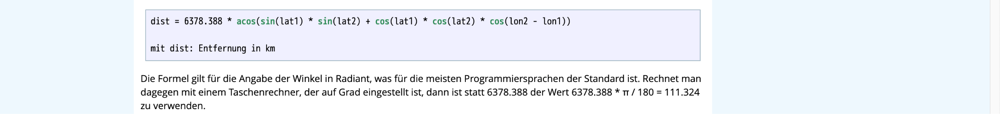 dist = 6378.388 * acos(sin(lat1) * sin(lat2) + cos(lat1) * cos(lat2) * cos(lon2 - lon1))
mit dist: Entfernung in km
Die Formel gilt für die Angabe der Winkel in Radiant, was für die meisten Programmiersprachen der Standard ist. Rechnet man
dagegen mit einem Taschenrechner, der auf Grad eingestellt ist, dann ist statt 6378.388 der Wert 6378.388 * π / 180 = 111.324
zu verwenden.